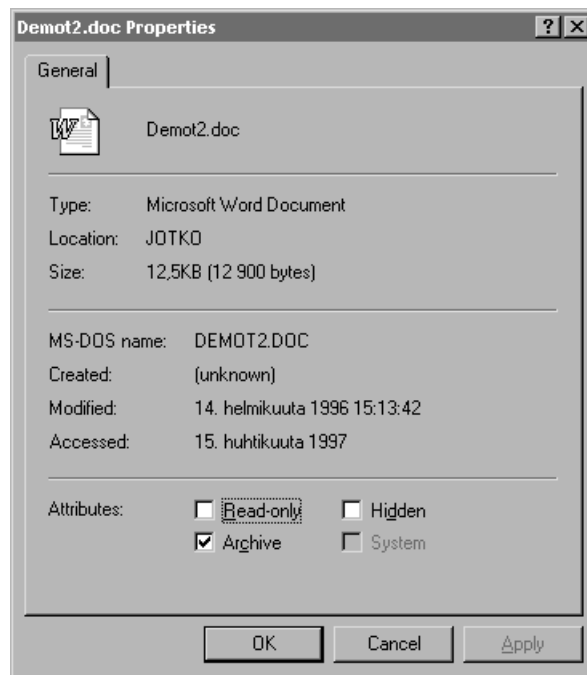 Demot2.doc Properties
General
Demot2.doc
Type: Microsoft Word Document
Location: JOTKO
Size: 12,5KB (12 900 bytes)
MS-DOS name: DEMOT2.DOC
Created: (unknown)
Modified: 14. helmikuuta 1996 15:13:42
Accessed: 15. huhtikuuta 1997
Attributes: Read-only Hidden
Archive System
OK Cancel Apply